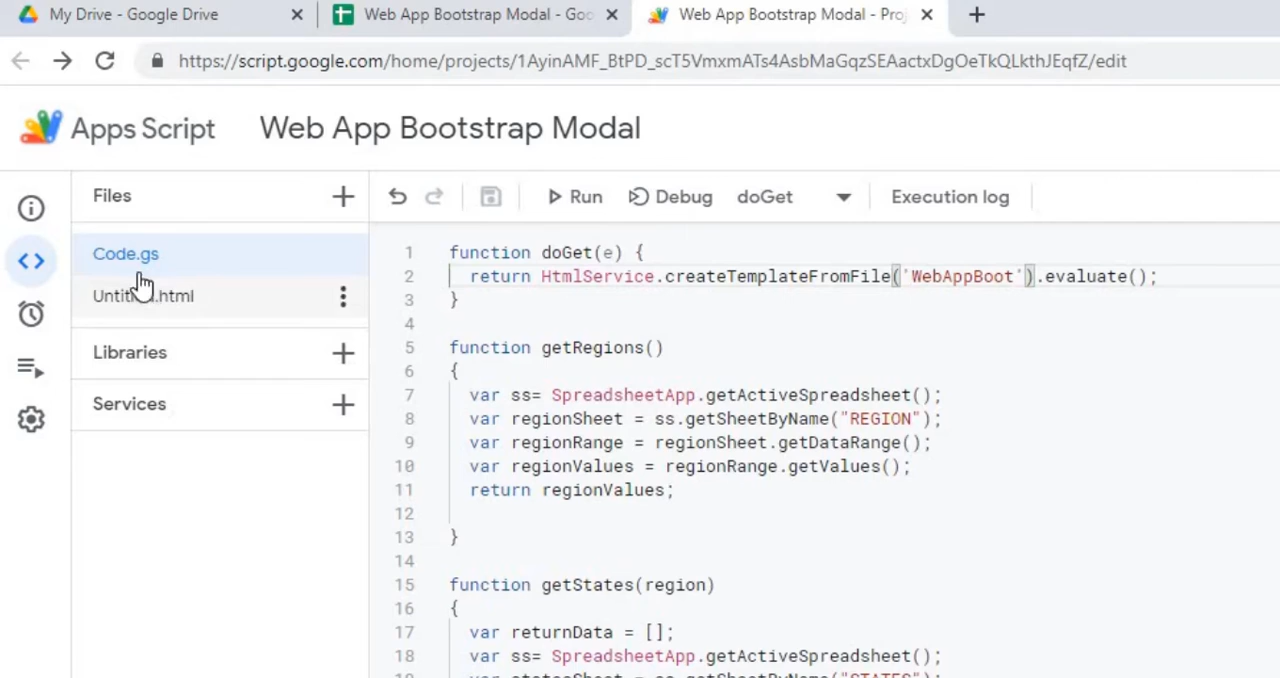 My Drive - Google Drive
Web App Bootstrap Modal - Goo
Web App Bootstrap Modal - Proj
https://script.google.com/home/projects/1AyinAMF_BtPD_scT5VmxmATs4AsbMaGqzSEAactxDgOeTkQLkthJEqfZ/edit
Apps Script
Web App Bootstrap Modal
Files
Run
Debug
doGet
Execution log
Code.gs
.html
Libraries
Services
1 function doGet(e) {
2 return HtmlService.createTemplateFromFile('WebAppBoot').evaluate();
3 }
4
5 function getRegions()
6 {
7 var ss= SpreadsheetApp.getActiveSpreadsheet();
8 var regionSheet = ss.getSheetByName("REGION");
9 var regionRange = regionSheet.getDataRange();
10 var regionValues = regionRange.getValues();
11 return regionValues;
12
13 }
14
15 function getStates(region)
16 {
17 var returnData = [];
18 var ss= SpreadsheetApp.getActiveSpreadsheet();